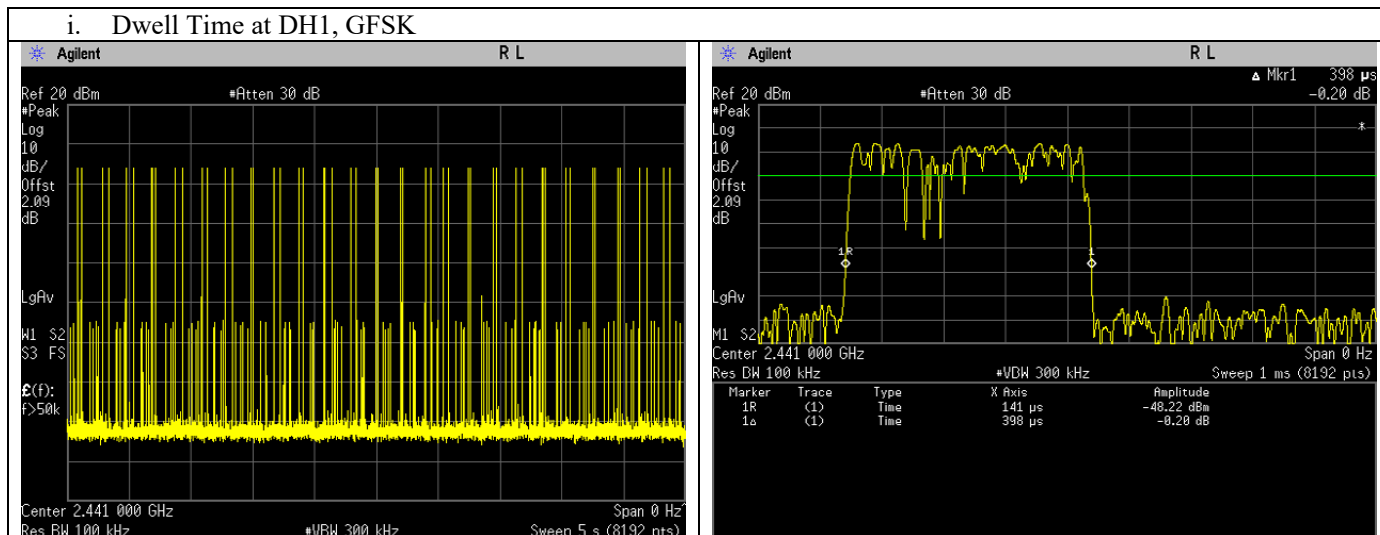 i. Dwell Time at DH1, GFSK
Agilent R L
Ref 20 dBm #Atten 30 dB
#Peak
Log
10
dB/
Offst
2.09
dB
LgAv
W1 S2
S3 FS
£(f):
f>50k
Center 2.441 000 GHz Span 0 Hz^
Res BW 100 kHz #VBW 300 kHz Sweep 5 s (8192 pts)
Agilent R L
Δ Mkr1 398 µs
Ref 20 dBm #Atten 30 dB -0.20 dB
#Peak
Log
10
dB/
Offst
2.09
dB
*
1R
1
LgAv
M1 S2
Center 2.441 000 GHz Span 0 Hz
Res BW 100 kHz #VBW 300 kHz Sweep 1 ms (8192 pts)
Marker Trace Type X Axis Amplitude
1R (1) Time 141 µs -48.22 dBm
1Δ (1) Time 398 µs -0.20 dB